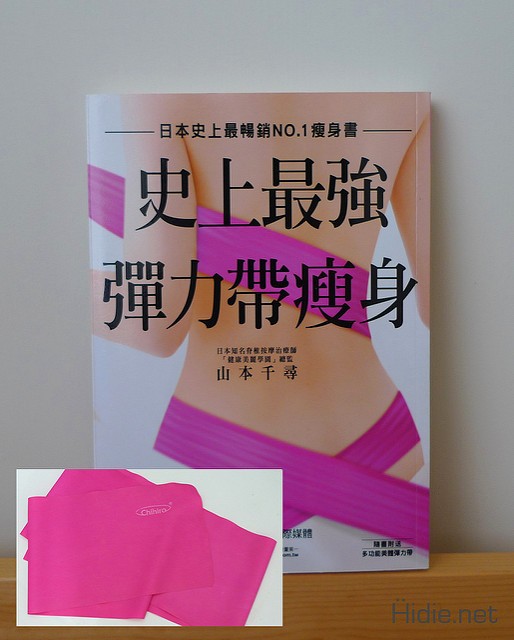 日本史上最暢銷NO.1瘦身書
史上最強
彈力帶瘦身
日本知名脊椎按摩治療師
「健康美麗學園」總監
山本千尋
際媒體
隨書附送
多功能美體彈力帶
Chihiro
Hidie.net